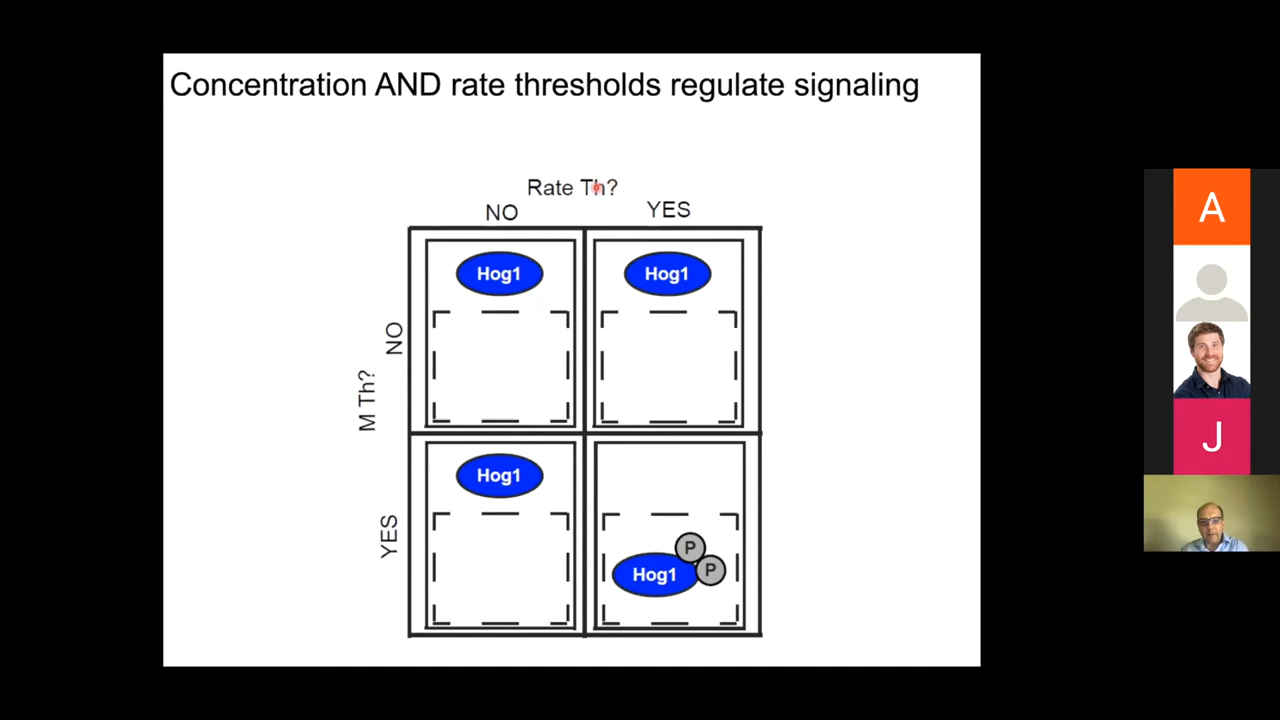 Concentration AND rate thresholds regulate signaling
Rate Th?
NO YES
M Th?
NO
Hog1 Hog1
YES
Hog1
P
P
Hog1
A
J